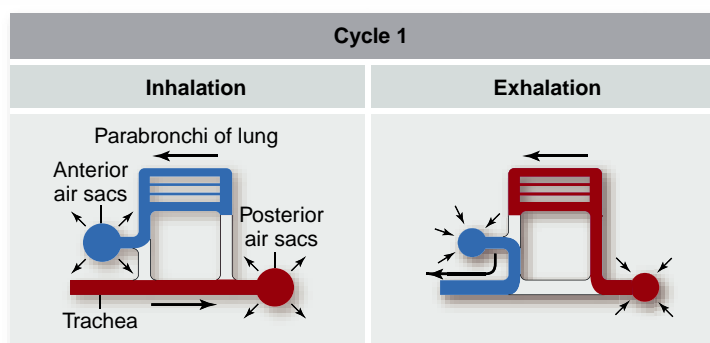 Cycle 1
Inhalation
Exhalation
Parabronchi of lung
Anterior
air sacs
Posterior
air sacs
Trachea